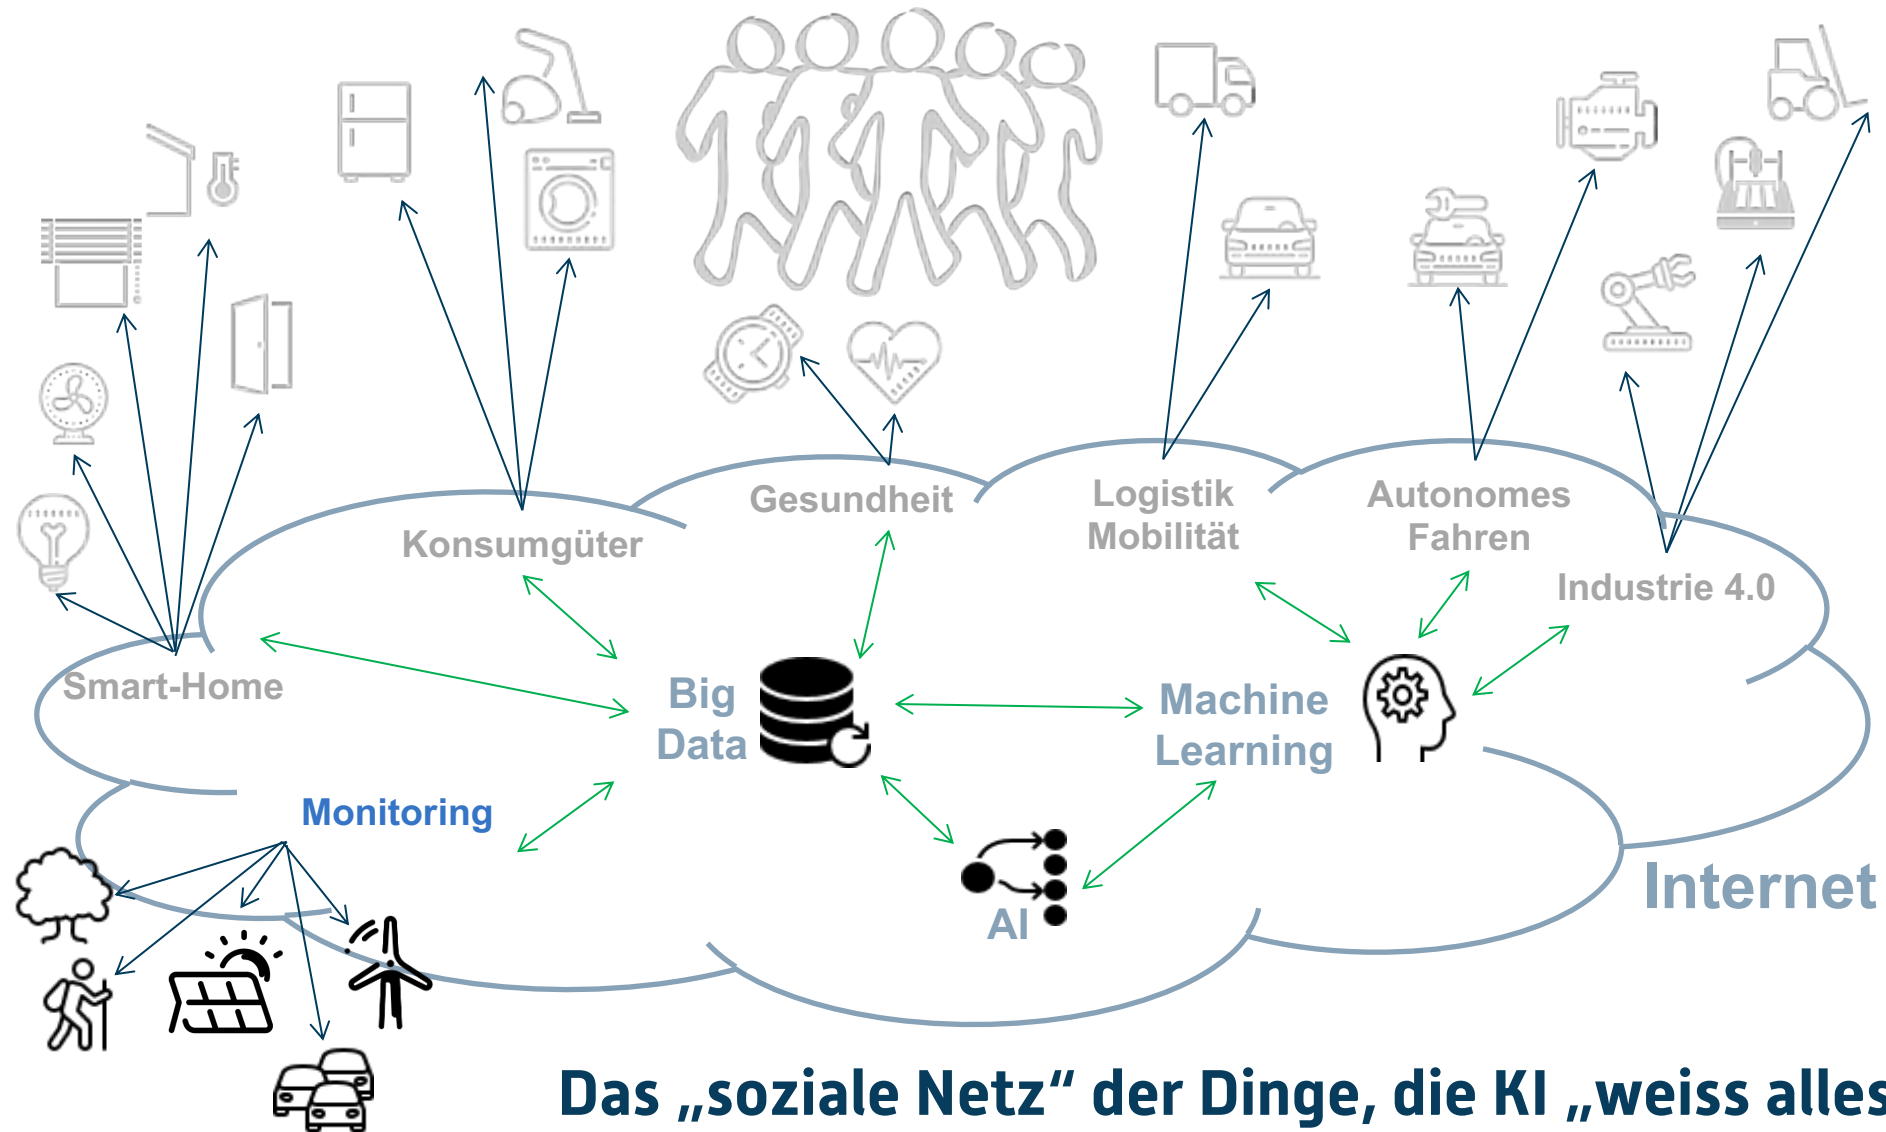 Gesundheit
Logistik
Mobilität
Autonomes
Fahren
Konsumgüter
Industrie 4.0
Smart-Home
Big
Data
Machine
Learning
Monitoring
AI
Internet
Das „soziale Netz“ der Dinge, die KI „weiss alles